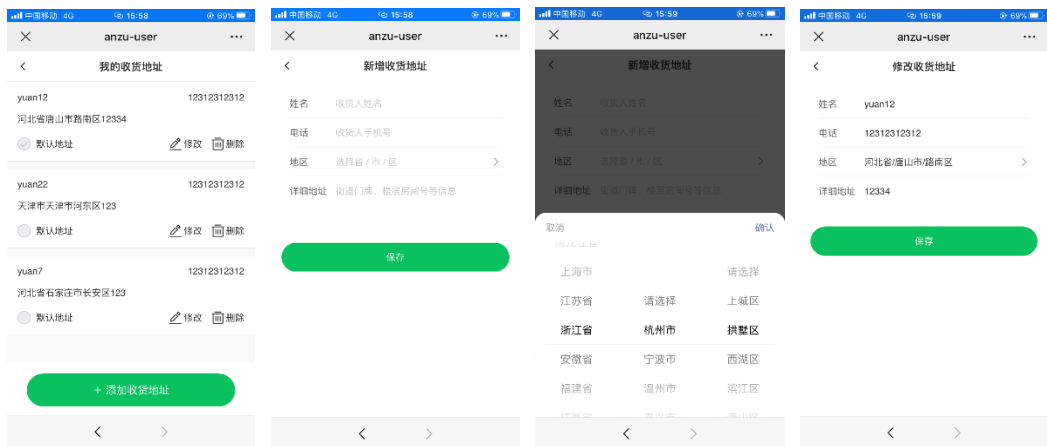 中国移动 4G 15:58 69%
anzu-user
我的收货地址
yuan12 12312312312
河北省唐山市路南区12334
默认地址 修改 删除
yuan22 12312312312
天津市天津市河东区123
默认地址 修改 删除
yuan7 12312312312
河北省石家庄市长安区123
默认地址 修改 删除
+ 添加收货地址
中国移动 4G 15:58 69%
anzu-user
新增收货地址
姓名 收货人姓名
电话 收货人手机号
地区 选择省 / 市 / 区
详细地址 街道门牌、楼层房间号等信息
保存
中国移动 4G 15:59 69%
anzu-user
新增收货地址
姓名 收货人姓名
电话 收货人手机号
地区 选择省 / 市 / 区
详细地址 街道门牌、楼层房间号等信息
取消 确认
黑龙江省
上海市 请选择
江苏省 请选择 上城区
浙江省 杭州市 拱墅区
安徽省 宁波市 西湖区
福建省 温州市 滨江区
中国移动 4G 15:59 69%
anzu-user
修改收货地址
姓名 yuan12
电话 12312312312
地区 河北省/唐山市/路南区
详细地址 12334
保存